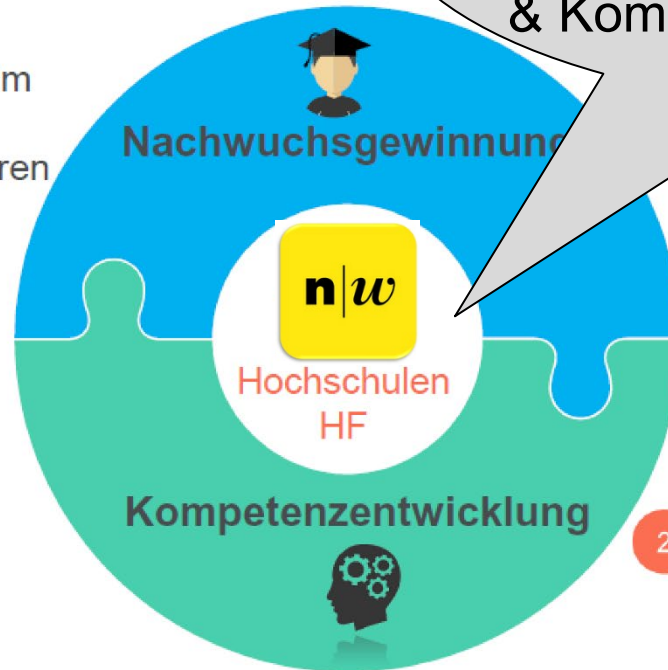 & Kom
m
ren
Nachwuchsgewinnung
n|w
Hochschulen
HF
Kompetenzentwicklung
2